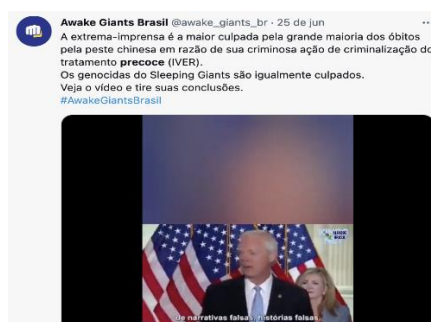 Awake Giants Brasil @awake_giants_br · 25 de jun
A extrema-imprensa é a maior culpada pela grande maioria dos óbitos
pela peste chinesa em razão de sua criminosa ação de criminalização do
tratamento precoce (IVER).
Os genocidas do Sleeping Giants são igualmente culpados.
Veja o vídeo e tire suas conclusões.
#AwakeGiantsBrasil
de narrativas falsas, histórias falsas,